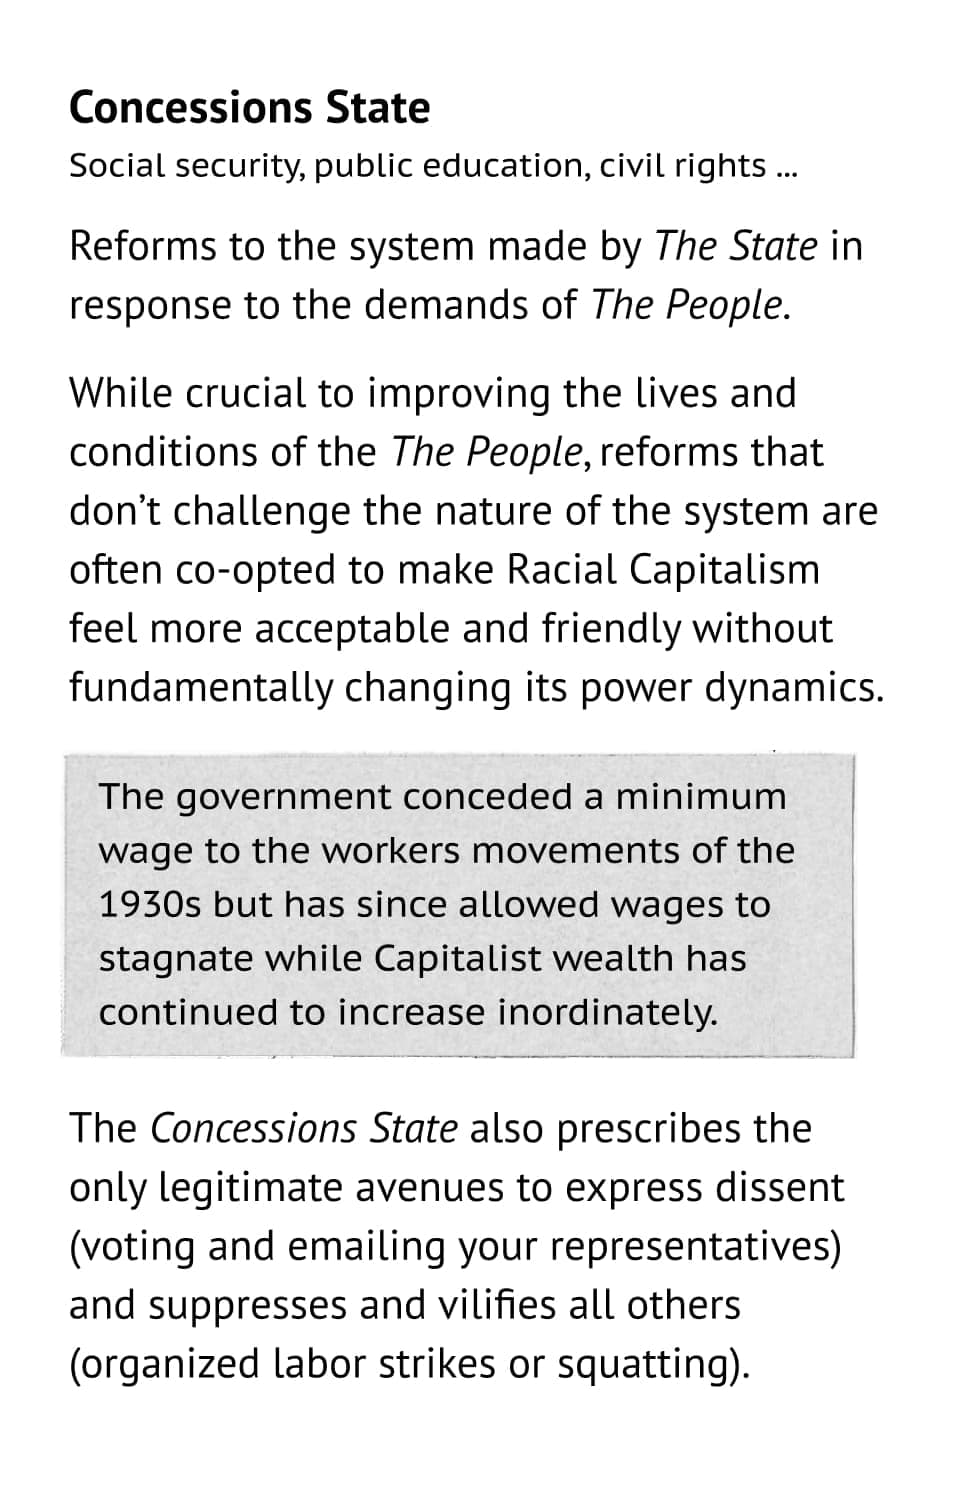 Concessions State
Social security, public education, civil rights ...
Reforms to the system made by The State in
response to the demands of The People.
While crucial to improving the lives and
conditions of the The People, reforms that
don’t challenge the nature of the system are
often co-opted to make Racial Capitalism
feel more acceptable and friendly without
fundamentally changing its power dynamics.
The government conceded a minimum
wage to the workers movements of the
1930s but has since allowed wages to
stagnate while Capitalist wealth has
continued to increase inordinately.
The Concessions State also prescribes the
only legitimate avenues to express dissent
(voting and emailing your representatives)
and suppresses and vilifies all others
(organized labor strikes or squatting).